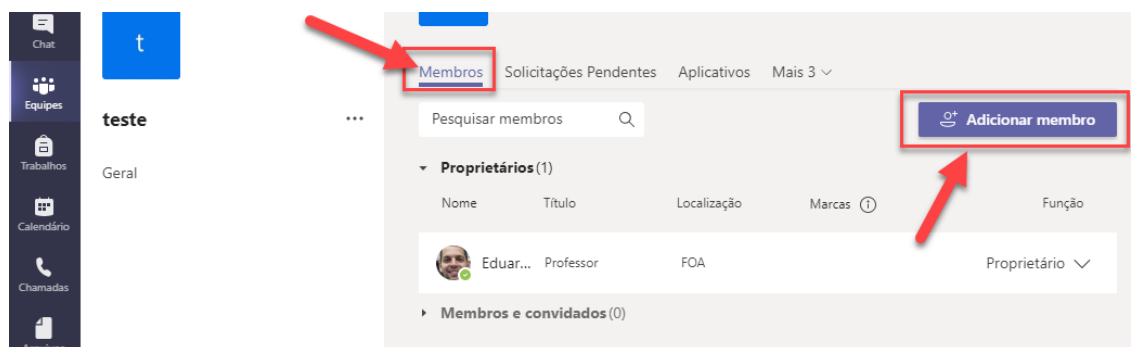 Chat
Equipes
Trabalhos
Calendário
Chamadas
t
teste
...
Geral
Membros Solicitações Pendentes Aplicativos Mais 3
Pesquisar membros
Adicionar membro
Proprietários (1)
Nome Título Localização Marcas Função
Eduar... Professor FOA Proprietário
Membros e convidados (0)